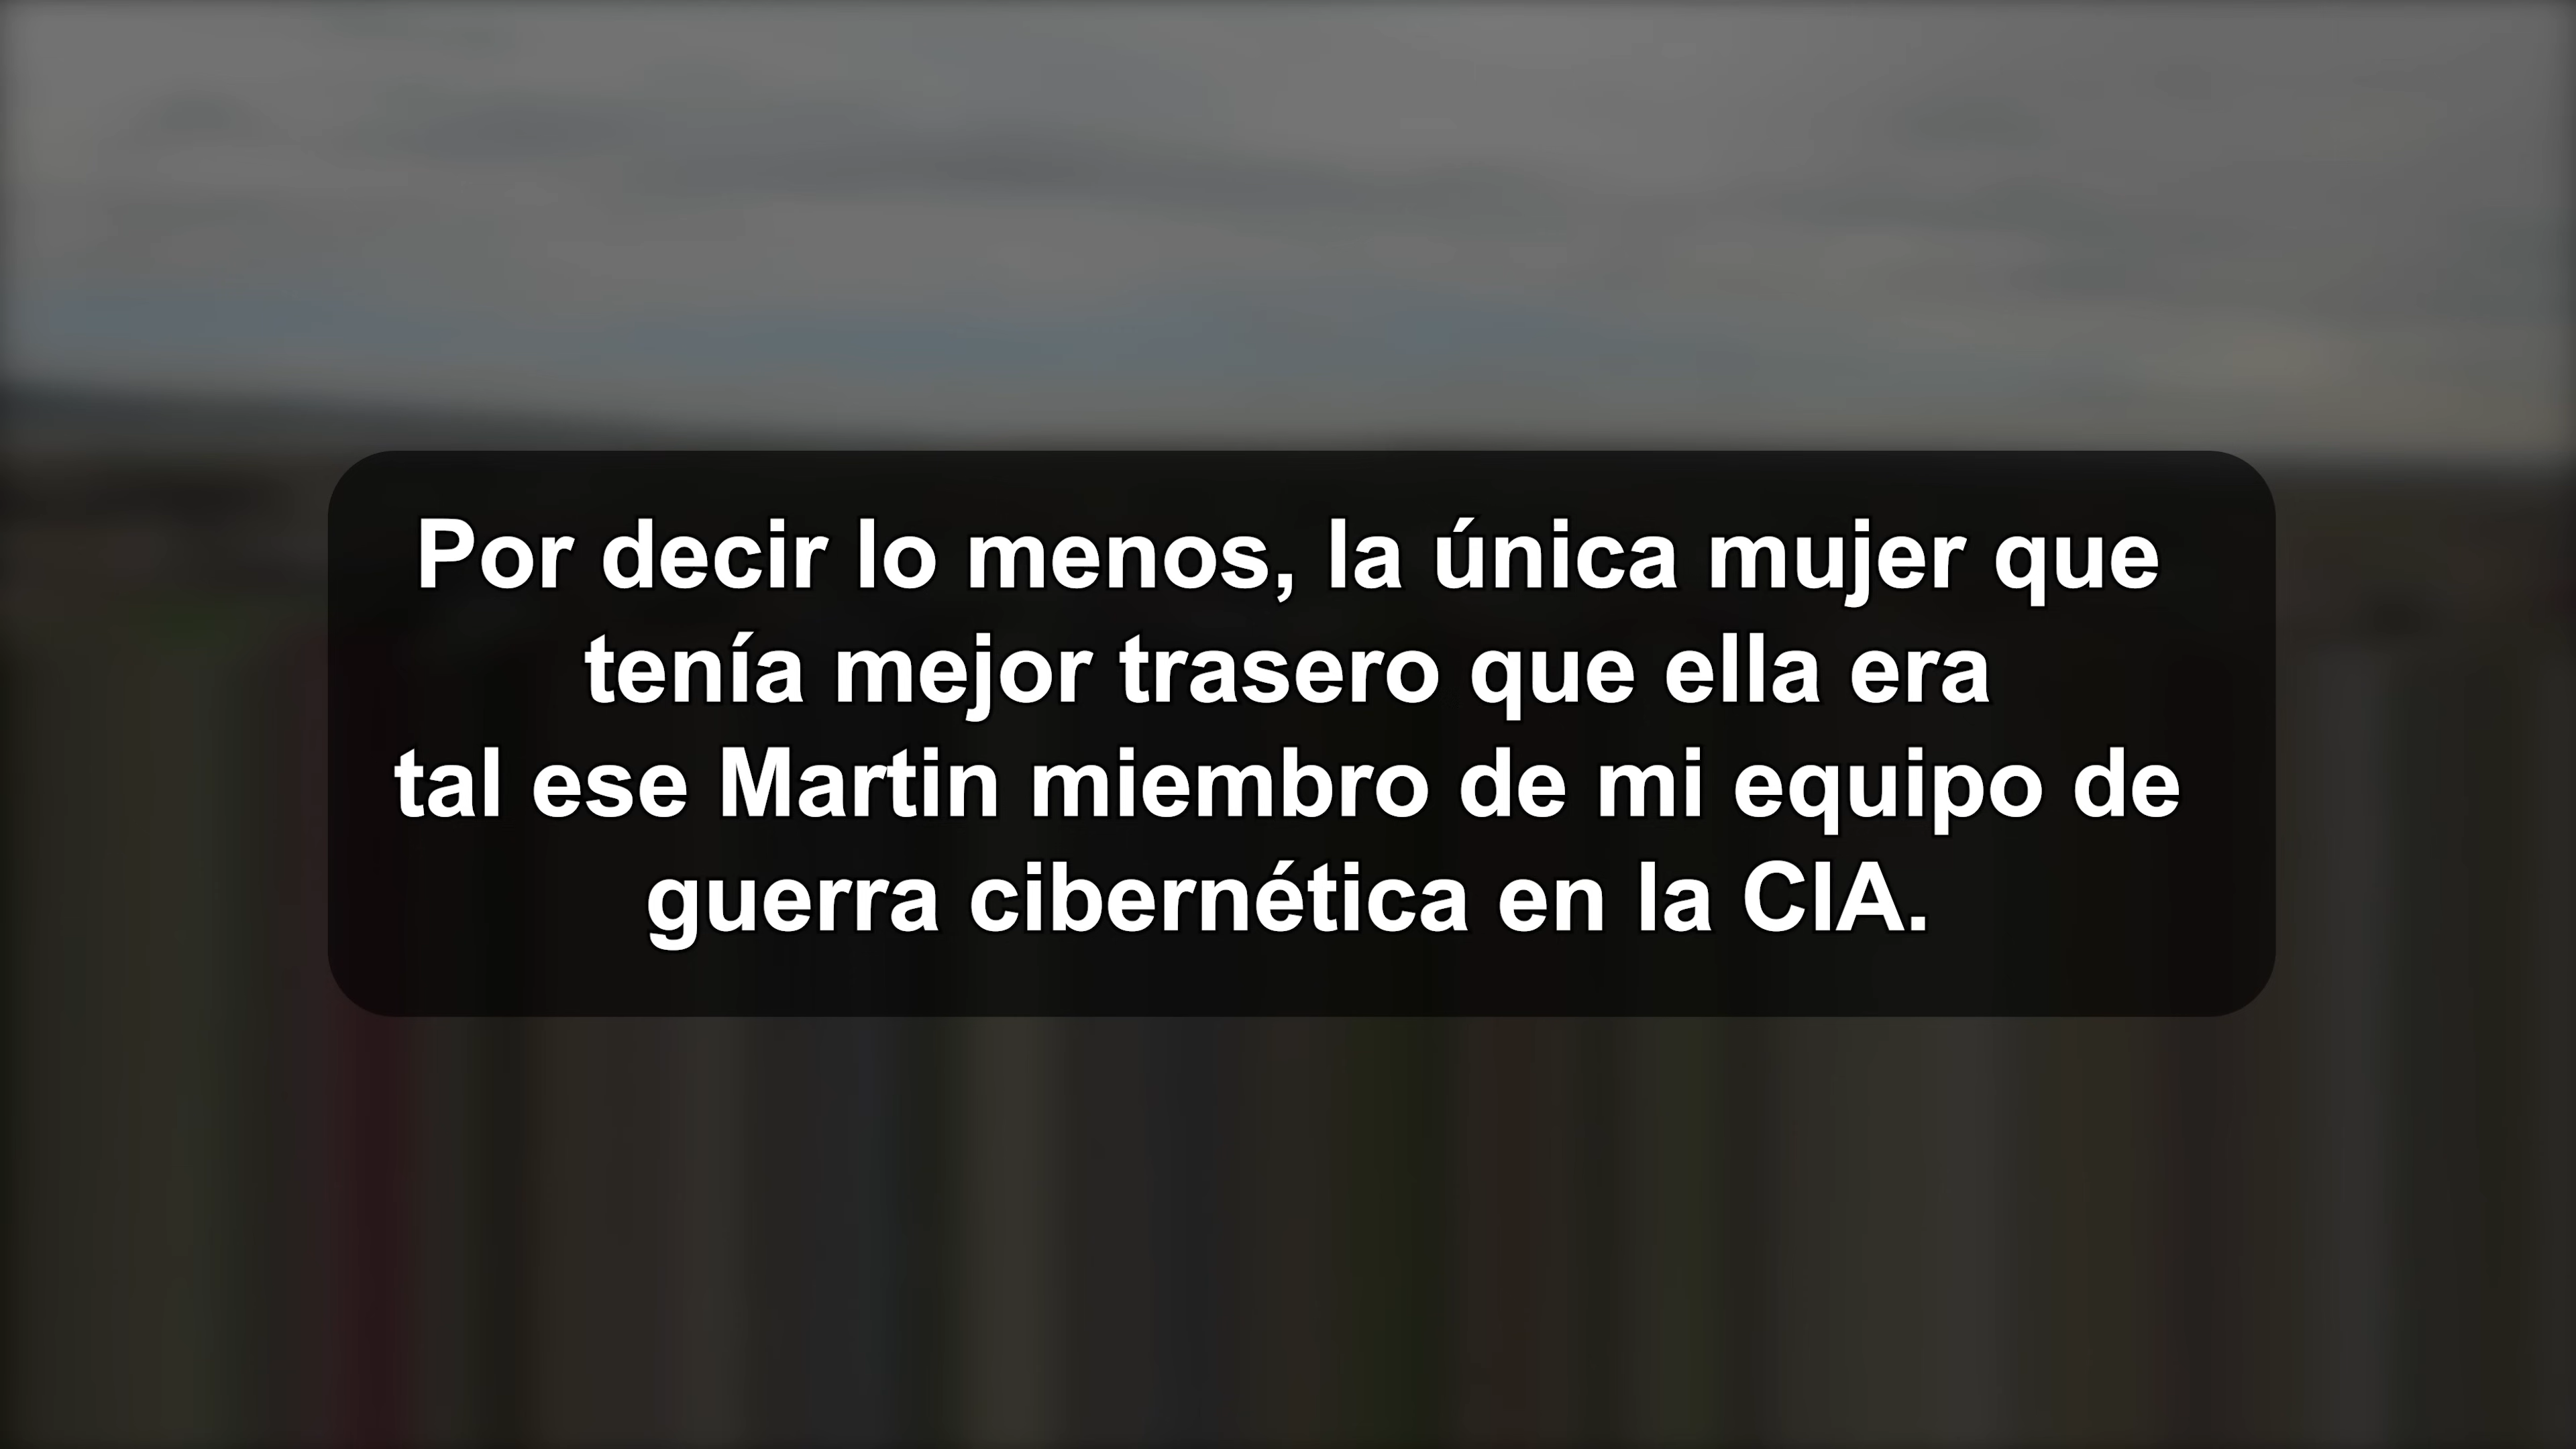 Por decir lo menos, la única mujer que
tenía mejor trasero que ella era
tal ese Martin miembro de mi equipo de
guerra cibernética en la CIA.